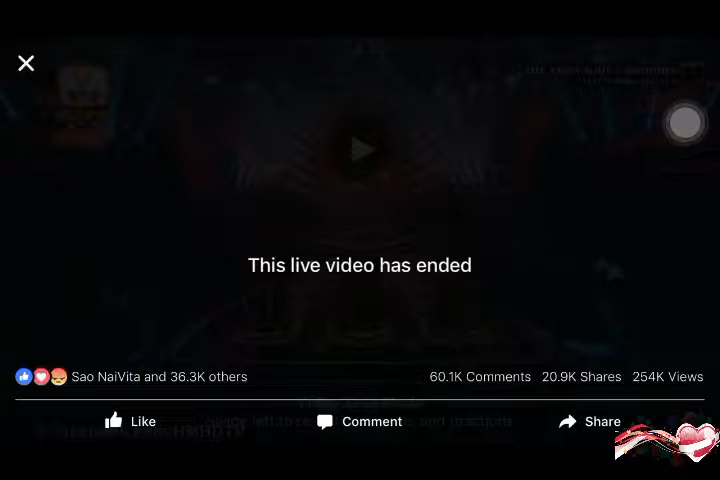 This live video has ended
Sao NaiVita and 36.3K others
60.1K Comments 20.9K Shares 254K Views
Like
Comment
Share